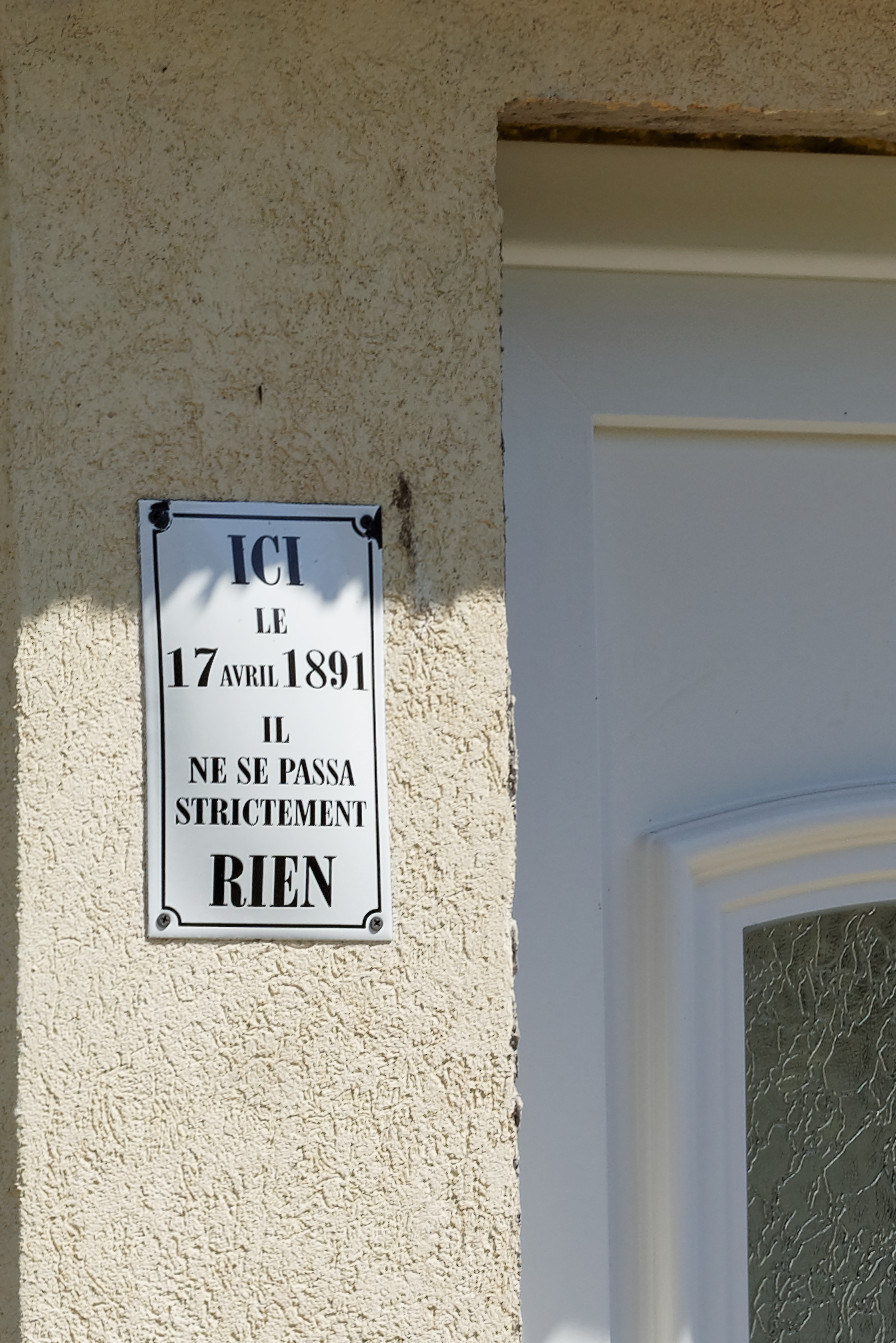 ICI
LE
17 AVRIL 1891
IL
NE SE PASSA
STRICTEMENT
RIEN